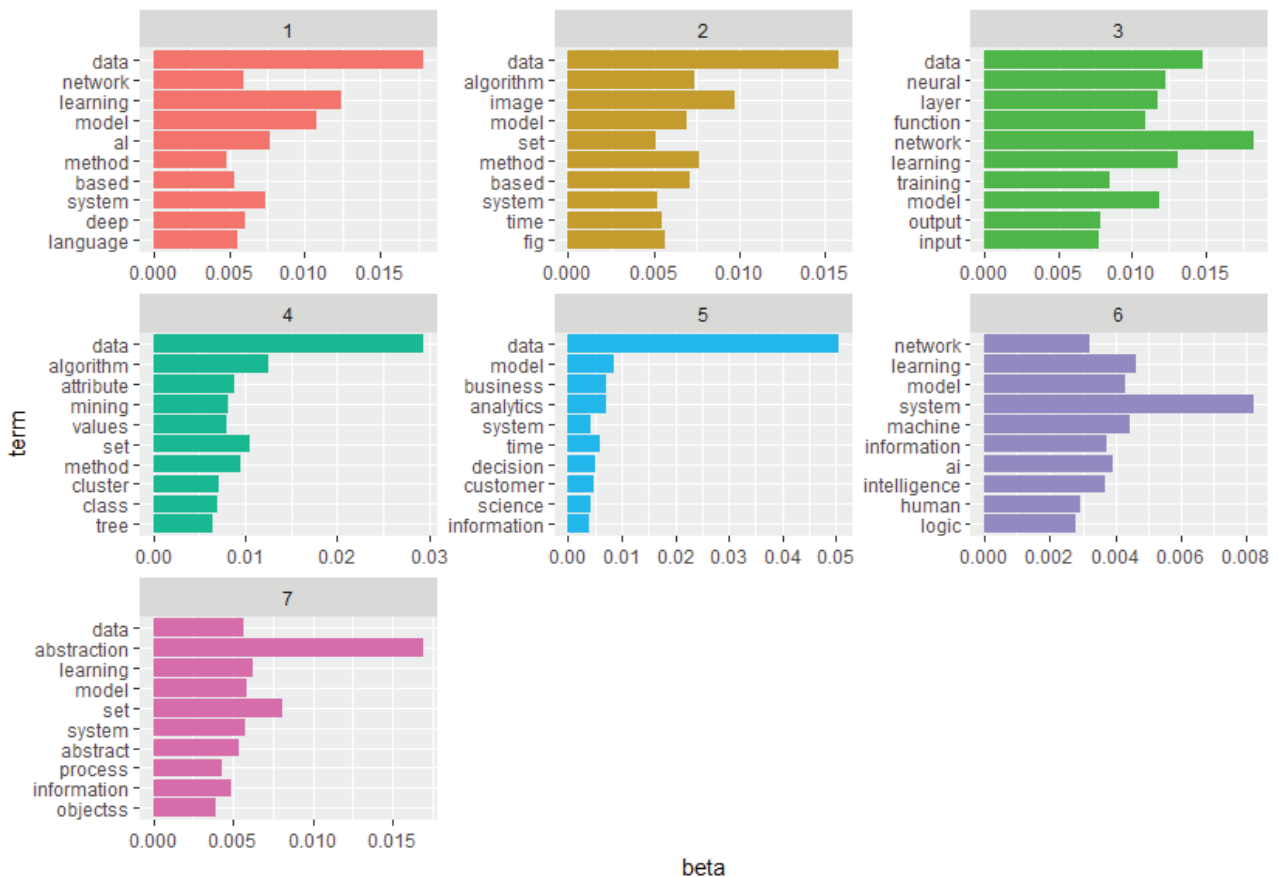 1
data
network
learning
model
al
method
based
system
deep
language
0.000 0.005 0.010 0.015
2
data
algorithm
image
model
set
method
based
system
time
fig
0.000 0.005 0.010 0.015
3
data
neural
layer
function
network
learning
training
model
output
input
0.000 0.005 0.010 0.015
4
data
algorithm
attribute
mining
values
set
method
cluster
class
tree
0.00 0.01 0.02 0.03
5
data
model
business
analytics
system
time
decision
customer
science
information
0.00 0.01 0.02 0.03 0.04 0.05
6
network
learning
model
system
machine
information
ai
intelligence
human
logic
0.000 0.002 0.004 0.006 0.008
7
data
abstraction
learning
model
set
system
abstract
process
information
objectss
0.000 0.005 0.010 0.015
term
beta